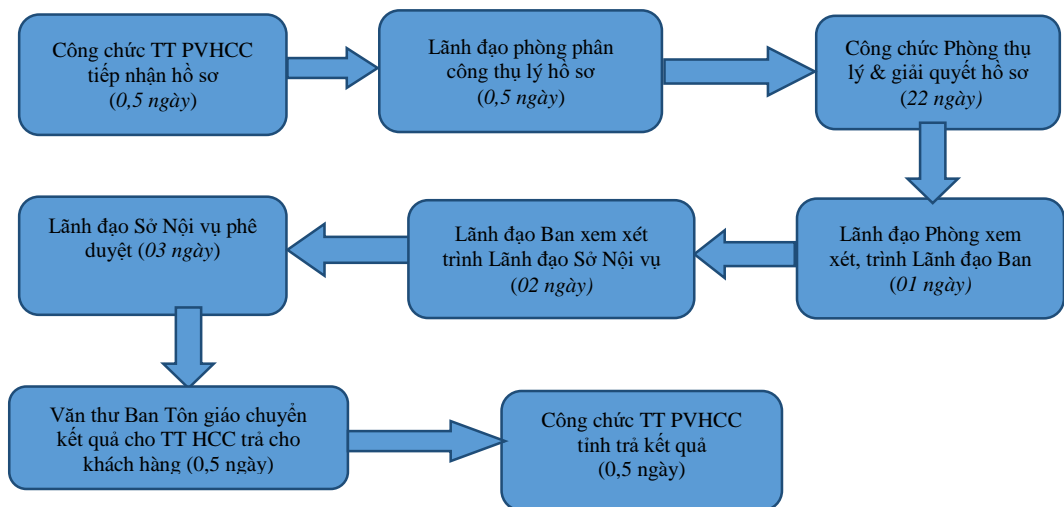 Công chức TT PVHCC
tiếp nhận hồ sơ
(0,5 ngày)
Lãnh đạo phòng phân
công thụ lý hồ sơ
(0,5 ngày)
Công chức Phòng thụ
lý & giải quyết hồ sơ
(22 ngày)
Lãnh đạo Phòng xem
xét, trình Lãnh đạo Ban
(01 ngày)
Lãnh đạo Ban xem xét
trình Lãnh đạo Sở Nội vụ
(02 ngày)
Lãnh đạo Sở Nội vụ phê
duyệt (03 ngày)
Văn thư Ban Tôn giáo chuyển
kết quả cho TT HCC trả cho
khách hàng (0,5 ngày)
Công chức TT PVHCC
tỉnh trả kết quả
(0,5 ngày)